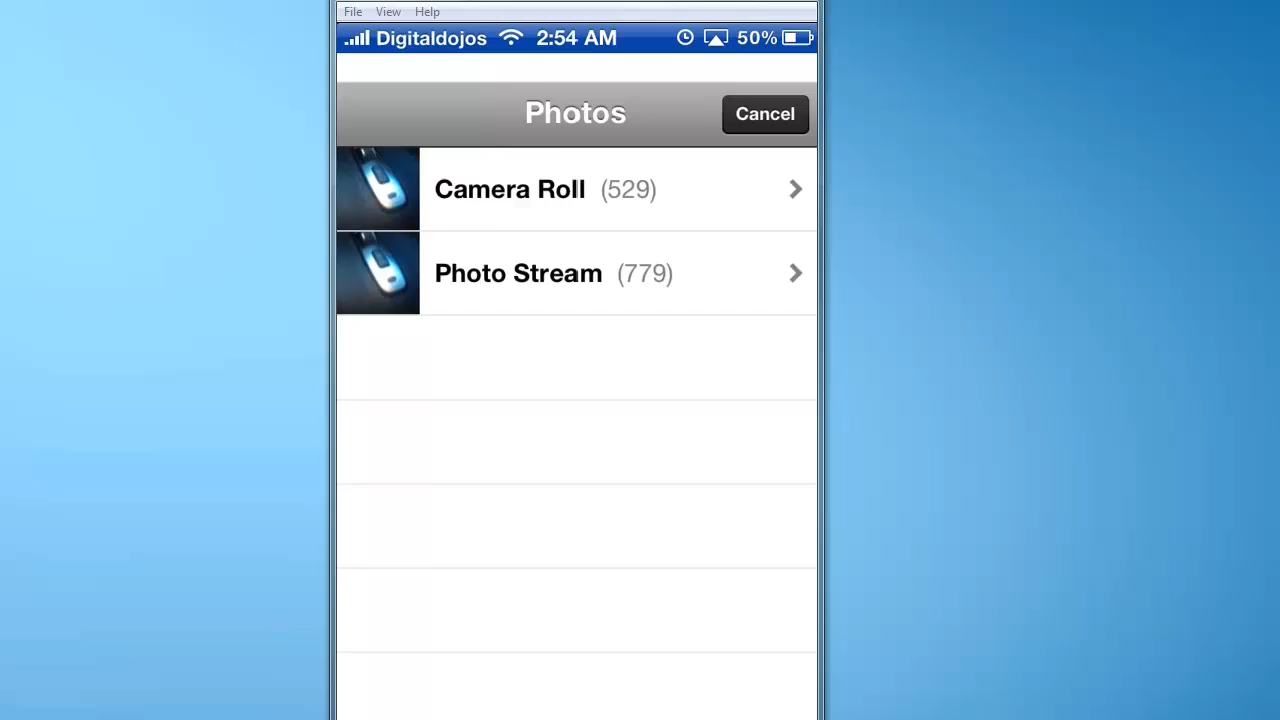 File View Help
Digitaldojos 2:54 AM 50%
Photos Cancel
Camera Roll (529)
Photo Stream (779)